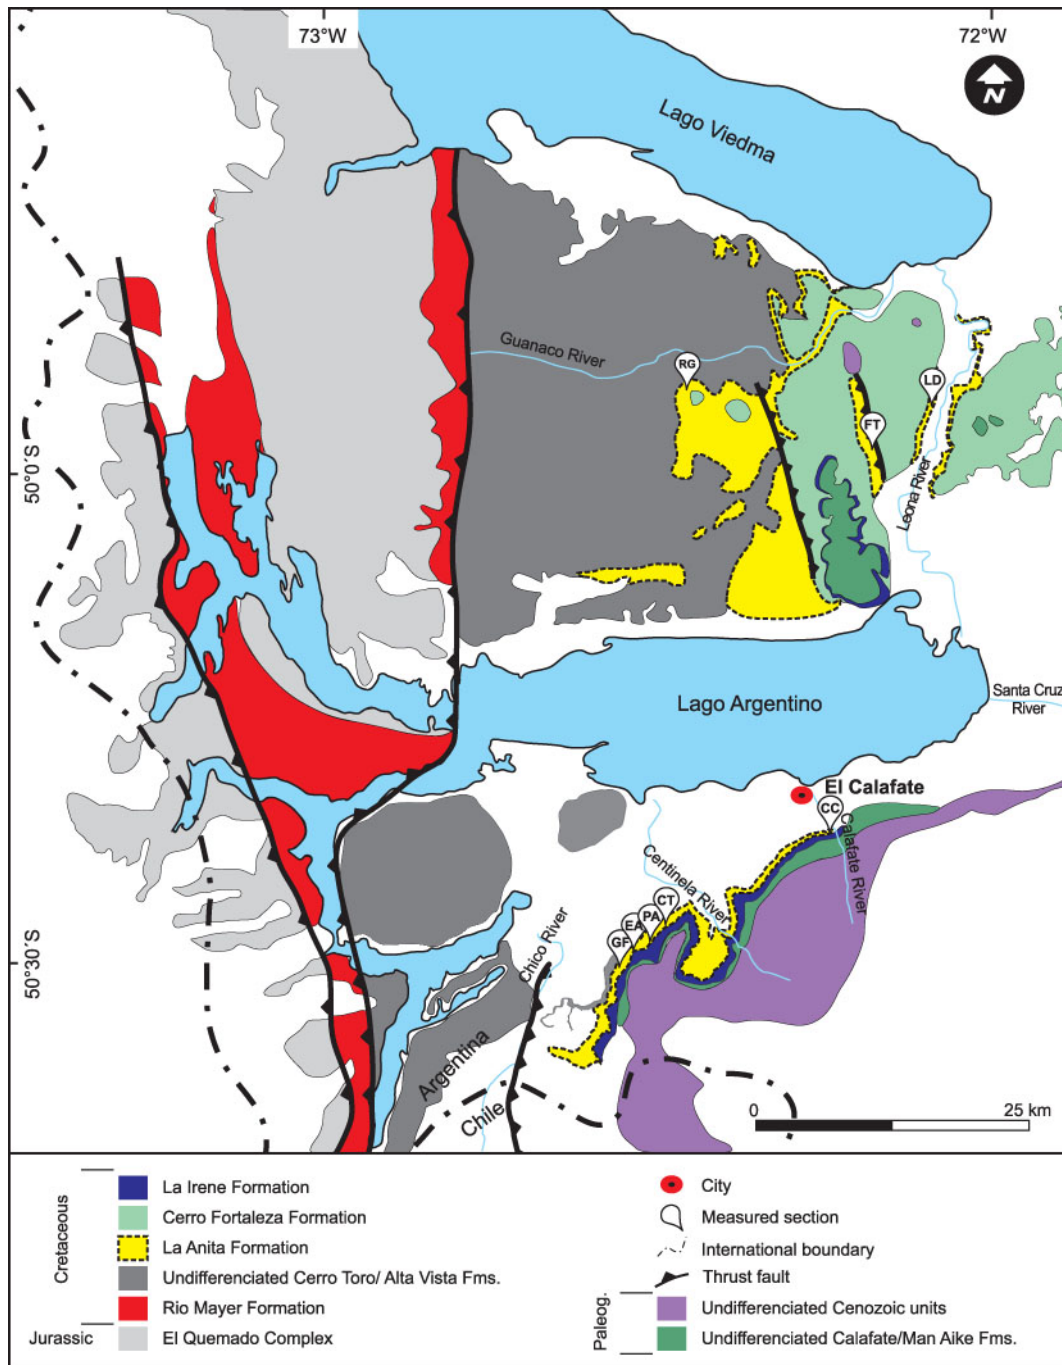 73°W
72°W
N
Lago Viedma
Guanaco River
RG
LD
FT
50°0´S
Leona River
Lago Argentino
Santa Cruz
River
El Calafate
CC
Calafate River
Centinela River
CT
PA
EA
GF
Chico River
50°30´S
Argentina
Chile
0
25 km
Cretaceous
La Irene Formation
Cerro Fortaleza Formation
La Anita Formation
Undifferenciated Cerro Toro/ Alta Vista Fms.
Rio Mayer Formation
Jurassic
El Quemado Complex
City
Measured section
International boundary
Thrust fault
Paleog.
Undifferenciated Cenozoic units
Undifferenciated Calafate/Man Aike Fms.